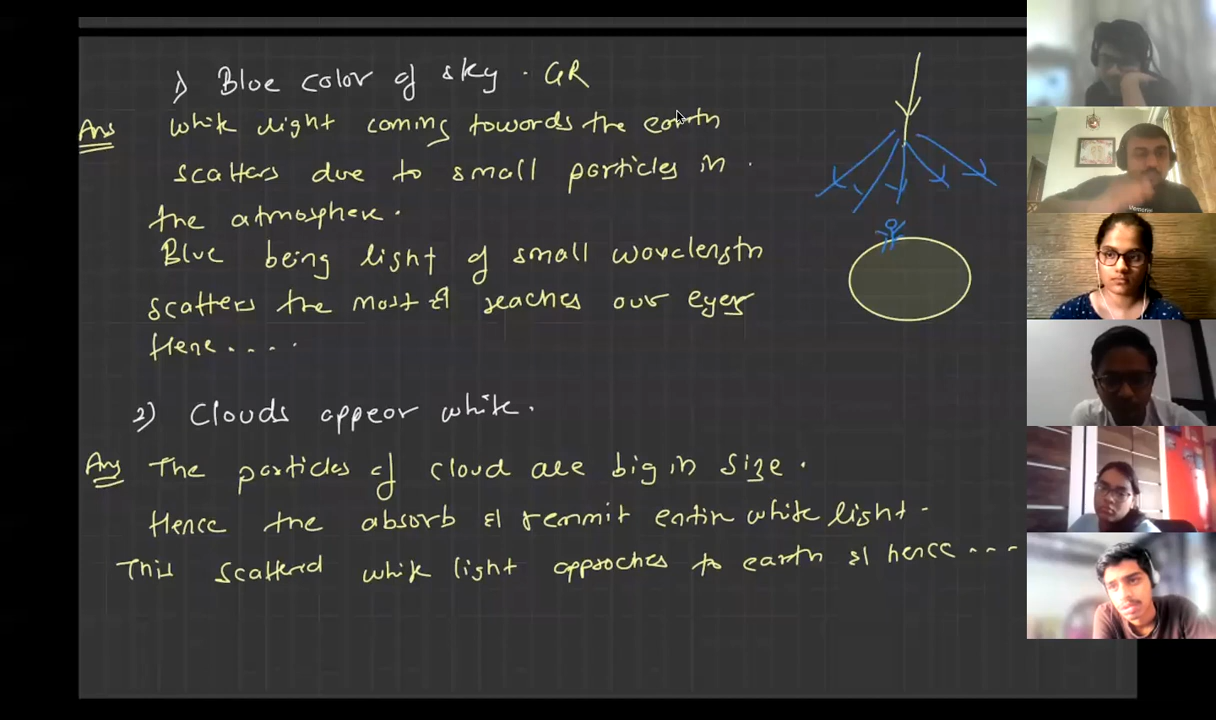 1) Blue color of sky . GR
Ans White light coming towards the earth
scatters due to small particles in .
the atmosphere.
Blue being light of small wavelength
scatters the most & reaches our eyes
Hene....
2) Clouds appear white.
Ans The particles of cloud are big in size.
Hence the absorb & remmit entire white light.
This scattered white light approches to earth & hence ...